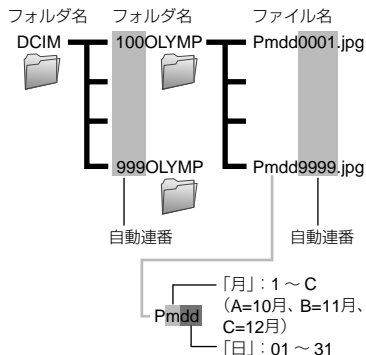 フォルダ名 フォルダ名 ファイル名
DCIM 100OLYMP Pmdd0001.jpg
999OLYMP Pmdd9999.jpg
自動連番 自動連番
Pmdd
「月」：1 ～ C
（A=10月、B=11月、
C=12月）
「日」：01 ～ 31